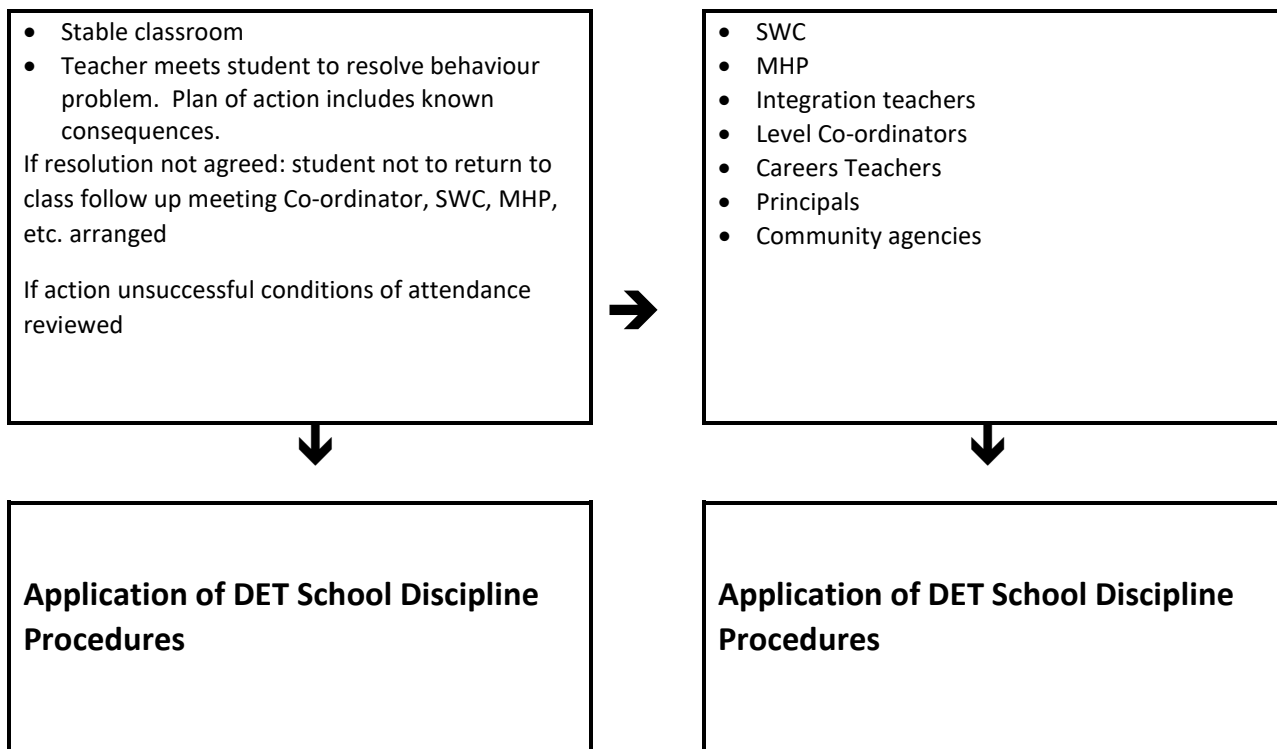 • Stable classroom
• Teacher meets student to resolve behaviour
problem.  Plan of action includes known
consequences.
If resolution not agreed: student not to return to
class follow up meeting Co-ordinator, SWC, MHP,
etc. arranged
If action unsuccessful conditions of attendance
reviewed
• SWC
• MHP
• Integration teachers
• Level Co-ordinators
• Careers Teachers
• Principals
• Community agencies
Application of DET School Discipline
Procedures
Application of DET School Discipline
Procedures